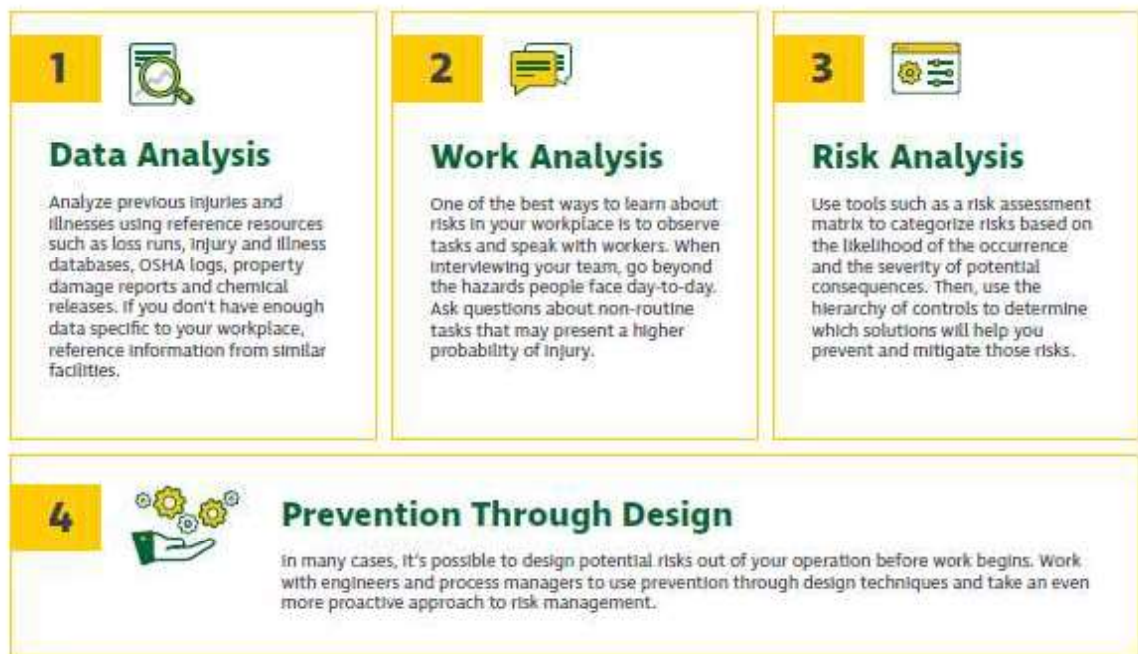 1
Data Analysis
Analyze previous injuries and
illnesses using reference resources
such as loss runs, injury and illness
databases, OSHA logs, property
damage reports and chemical
releases. If you don't have enough
data specific to your workplace,
reference information from similar
facilities.
2
Work Analysis
One of the best ways to learn about
risks in your workplace is to observe
tasks and speak with workers. When
interviewing your team, go beyond
the hazards people face day-to-day.
Ask questions about non-routine
tasks that may present a higher
probability of injury.
3
Risk Analysis
Use tools such as a risk assessment
matrix to categorize risks based on
the likelihood of the occurrence
and the severity of potential
consequences. Then, use the
hierarchy of controls to determine
which solutions will help you
prevent and mitigate those risks.
4
Prevention Through Design
In many cases, it's possible to design potential risks out of your operation before work begins. Work
with engineers and process managers to use prevention through design techniques and take an even
more proactive approach to risk management.